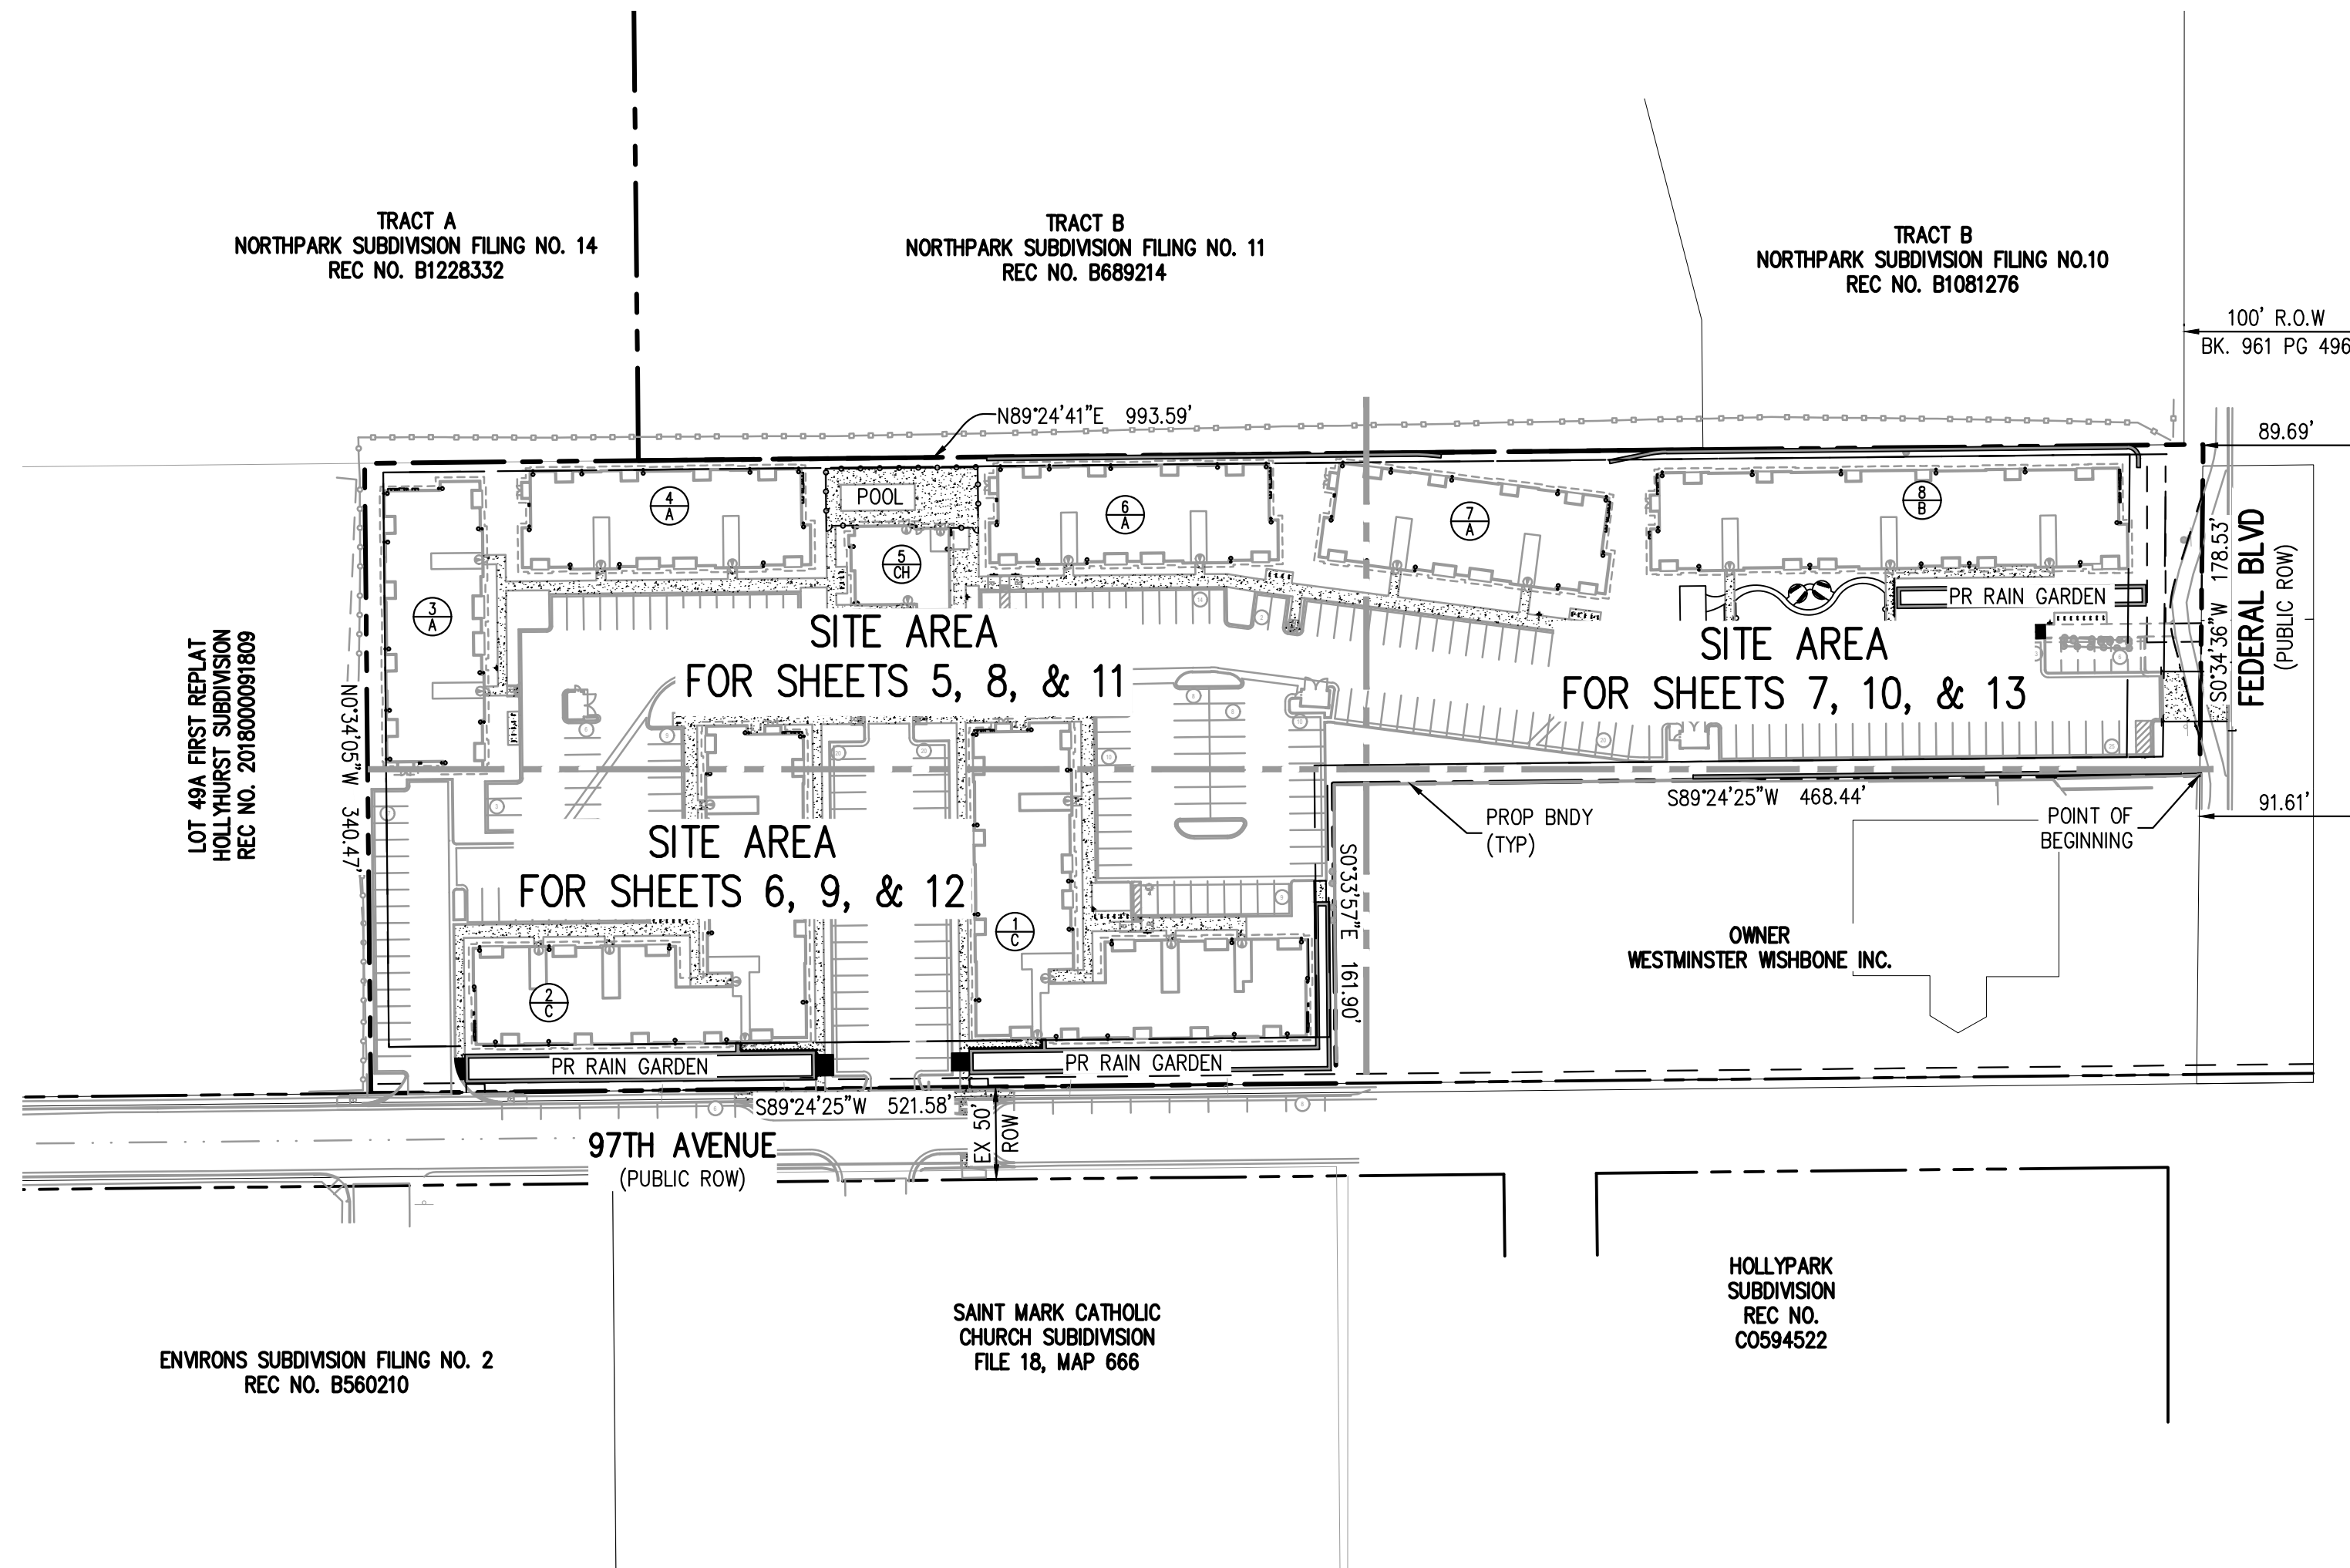 TRACT A
NORTHPARK SUBDIVISION FILING NO. 14
REC NO. B1228332
TRACT B
NORTHPARK SUBDIVISION FILING NO. 11
REC NO. B689214
TRACT B
NORTHPARK SUBDIVISION FILING NO.10
REC NO. B1081276
100' R.O.W
BK. 961 PG 496
N89°24'41"E 993.59'
89.69'
4
A
POOL
6
A
7
A
8
B
5
CH
3
A
PR RAIN GARDEN
S0°34'36"W 178.53'
FEDERAL BLVD
(PUBLIC ROW)
SITE AREA
FOR SHEETS 5, 8, & 11
SITE AREA
FOR SHEETS 7, 10, & 13
LOT 49A FIRST REPLAT
HOLLYHURST SUBDIVISION
REC NO. 2018000091809
N0°34'05"W 340.47'
S89°24'25"W 468.44'
PROP BNDY
(TYP)
POINT OF
BEGINNING
91.61'
SITE AREA
FOR SHEETS 6, 9, & 12
S0°33'57"E 161.90'
1
C
2
C
OWNER
WESTMINSTER WISHBONE INC.
PR RAIN GARDEN
PR RAIN GARDEN
S89°24'25"W 521.58'
EX 50'
ROW
97TH AVENUE
(PUBLIC ROW)
HOLLYPARK
SUBDIVISION
REC NO.
C0594522
SAINT MARK CATHOLIC
CHURCH SUBIDIVISION
FILE 18, MAP 666
ENVIRONS SUBDIVISION FILING NO. 2
REC NO. B560210